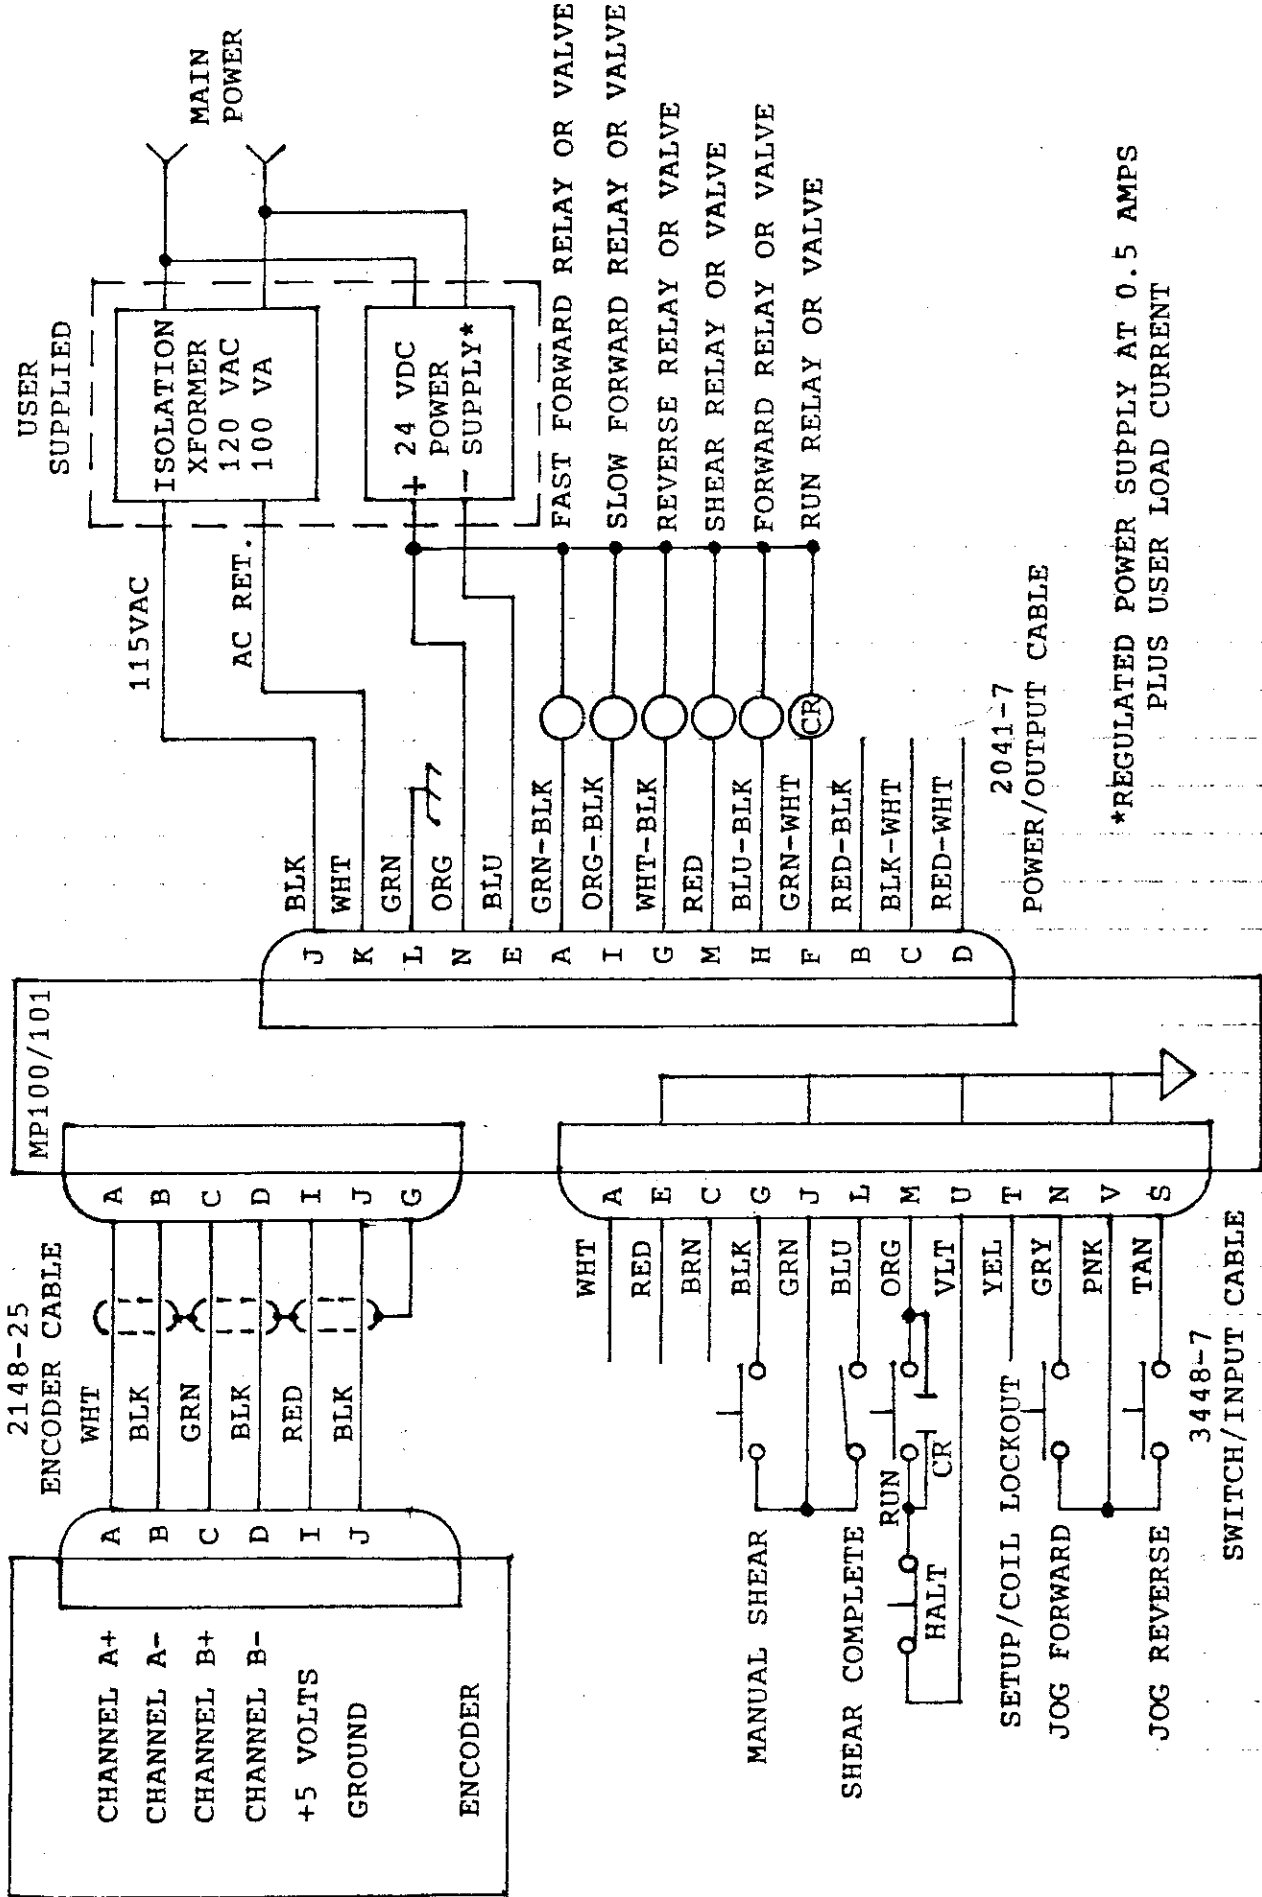 2148-25
ENCODER CABLE
MP100/101
CHANNEL A+
WHT
A
A
CHANNEL A-
BLK
B
B
CHANNEL B+
GRN
C
C
CHANNEL B-
BLK
D
D
+5 VOLTS
RED
I
I
GROUND
BLK
J
J
G
ENCODER
USER
SUPPLIED
MAIN
POWER
115VAC
ISOLATION
XFORMER
120 VAC
100 VA
AC RET.
+ 24 VDC
POWER
- SUPPLY*
J BLK
K WHT
L GRN
N ORG
E BLU
A GRN-BLK FAST FORWARD RELAY OR VALVE
I ORG-BLK SLOW FORWARD RELAY OR VALVE
G WHT-BLK REVERSE RELAY OR VALVE
M RED SHEAR RELAY OR VALVE
H BLU-BLK FORWARD RELAY OR VALVE
F GRN-WHT CR RUN RELAY OR VALVE
B RED-BLK
C BLK-WHT
D RED-WHT
2041-7
POWER/OUTPUT CABLE
WHT A
RED E
BRN C
MANUAL SHEAR BLK G
GRN J
SHEAR COMPLETE BLU L
RUN ORG M
HALT CR VLT U
SETUP/COIL LOCKOUT YEL T
JOG FORWARD GRY N
PNK V
JOG REVERSE TAN S
3448-7
SWITCH/INPUT CABLE
*REGULATED POWER SUPPLY AT 0.5 AMPS
PLUS USER LOAD CURRENT